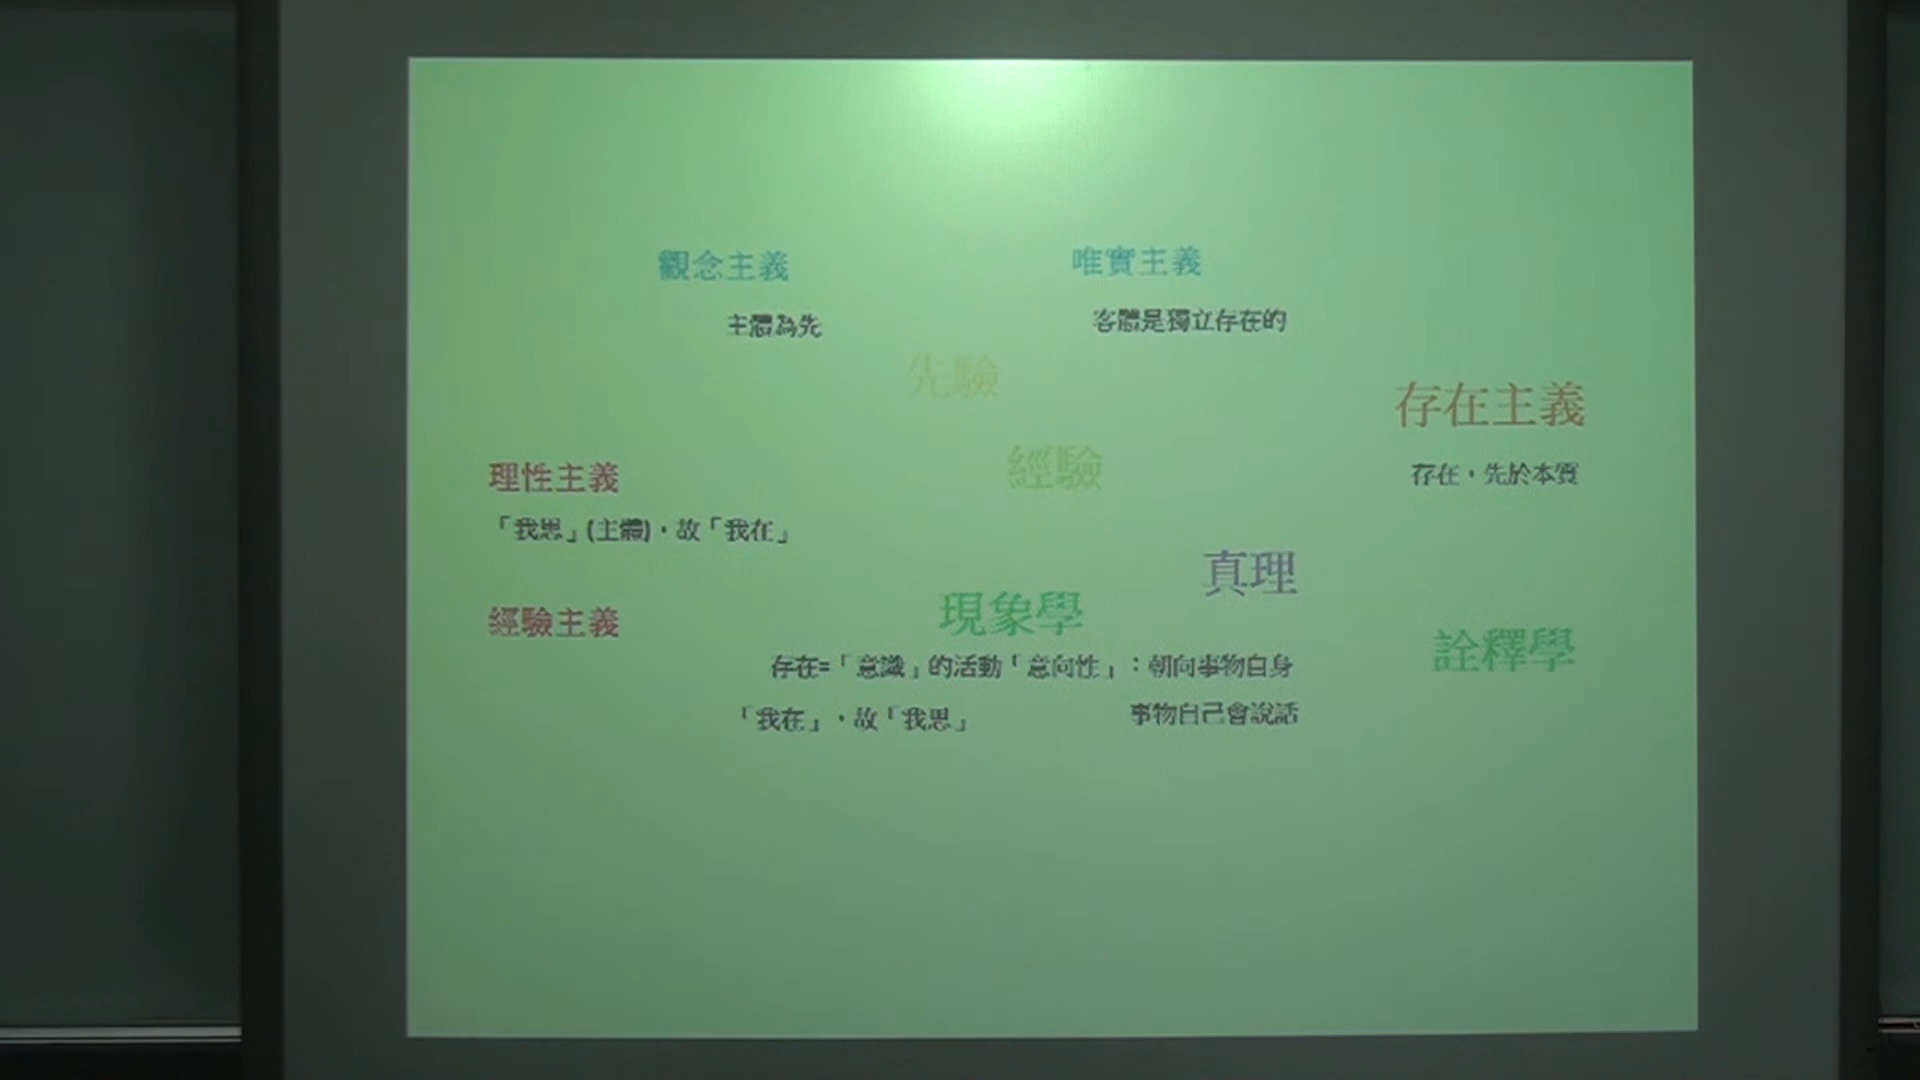 觀念主義
唯實主義
主體為先
客體是獨立存在的
先驗
存在主義
經驗
存在，先於本質
理性主義
「我思」(主體)，故「我在」
真理
現象學
經驗主義
詮釋學
存在=「意識」的活動「意向性」：朝向事物自身
「我在」，故「我思」
事物自己會說話